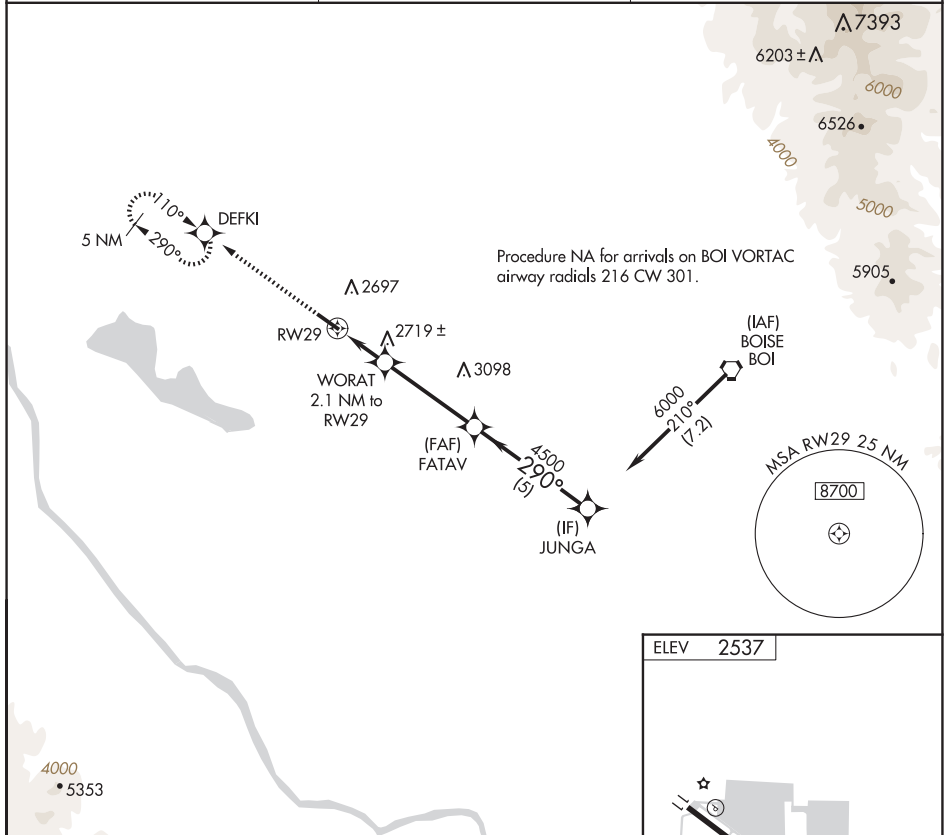 7393
6203 ±
6000
6526
4000
5000
5905
110°
DEFKI
5 NM
290°
Procedure NA for arrivals on BOI VORTAC
airway radials 216 CW 301.
2697
RW29
2719 ±
(IAF)
BOISE
BOI
WORAT
2.1 NM to
RW29
3098
6000
210°
(7.2)
(FAF)
FATAV
4500
290°
(5)
(IF)
JUNGA
MSA RW29 25 NM
8700
ELEV 2537
4000
5353
11